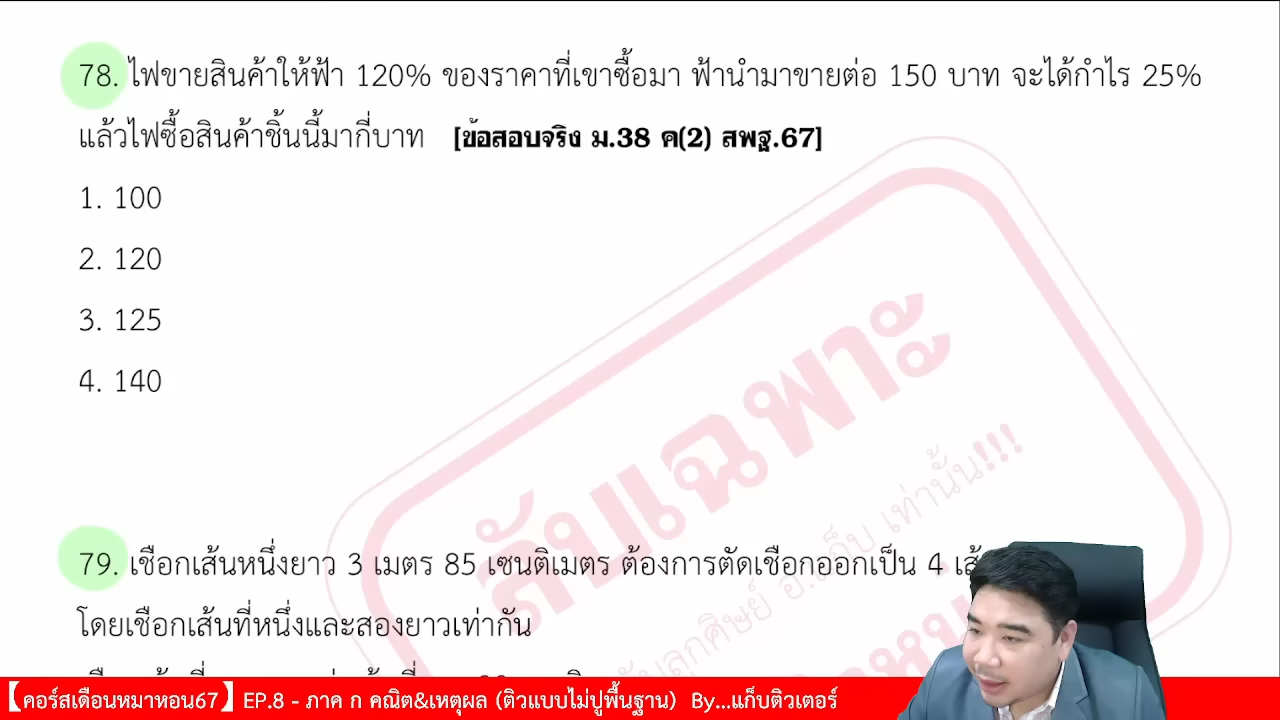 78. ไฟขายสินค้าให้ฟ้า 120% ของราคาที่เขาซื้อมา ฟ้านำมาขายต่อ 150 บาท จะได้กำไร 25%
แล้วไฟซื้อสินค้าชิ้นนี้มากี่บาท [ข้อสอบจริง ม.38 ค(2) สพฐ.67]
1. 100
2. 120
3. 125
4. 140
ลับเฉพาะ
เท่านั้น!!!
79. เชือกเส้นหนึ่งยาว 3 เมตร 85 เซนติเมตร ต้องการตัดเชือกออกเป็น 4
โดยเชือกเส้นที่หนึ่งและสองยาวเท่ากัน
【คอร์สเดือนหมาหอน67】 EP.8 - ภาค ก คณิต&เหตุผล (ติวแบบไม่ปูพื้นฐาน) By...แก็บติวเตอร์